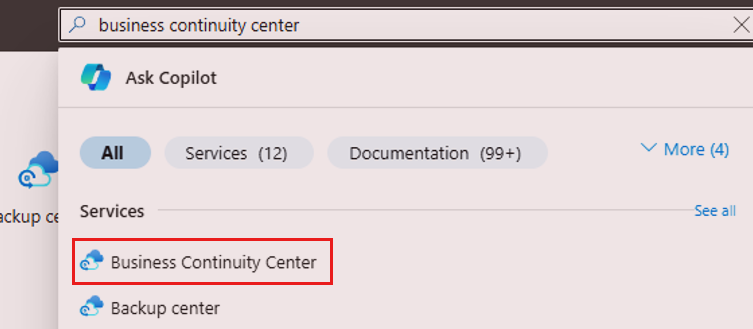 business continuity center
Ask Copilot
All Services (12) Documentation (99+) More (4)
Services See all
ackup ce
Business Continuity Center
Backup center